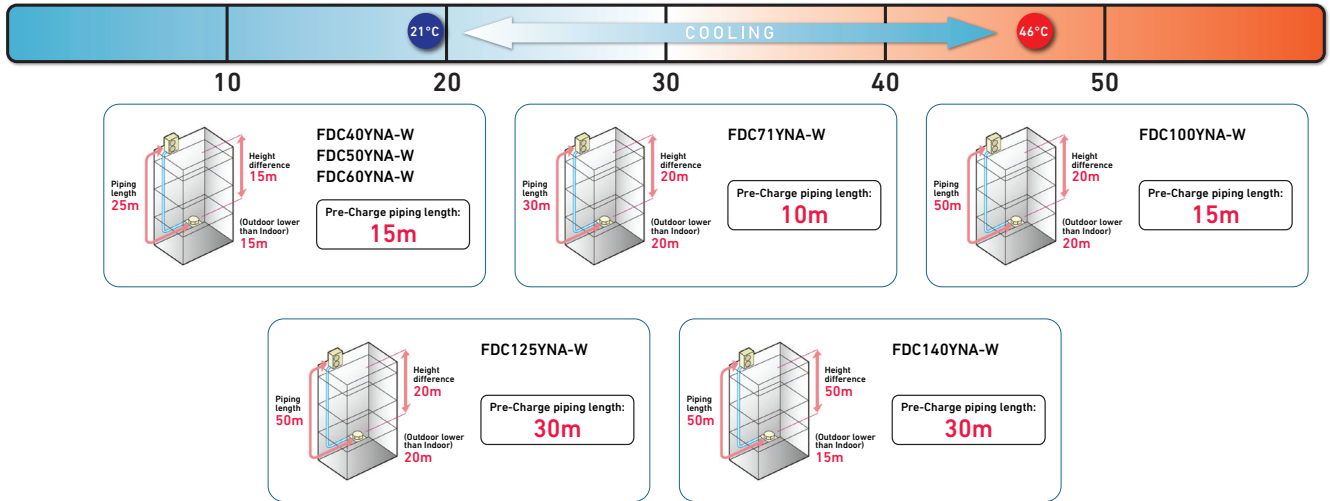 21°C
COOLING
46°C
10 20 30 40 50
FDC40YNA-W
FDC50YNA-W
FDC60YNA-W
Height
difference
15m
Piping
length
25m
(Outdoor lower
than Indoor)
15m
Pre-Charge piping length:
15m
FDC71YNA-W
Height
difference
20m
Piping
length
30m
(Outdoor lower
than Indoor)
20m
Pre-Charge piping length:
10m
FDC100YNA-W
Height
difference
20m
Piping
length
50m
(Outdoor lower
than Indoor)
20m
Pre-Charge piping length:
15m
FDC125YNA-W
Height
difference
20m
Piping
length
50m
(Outdoor lower
than Indoor)
20m
Pre-Charge piping length:
30m
FDC140YNA-W
Height
difference
50m
Piping
length
50m
(Outdoor lower
than Indoor)
15m
Pre-Charge piping length:
30m